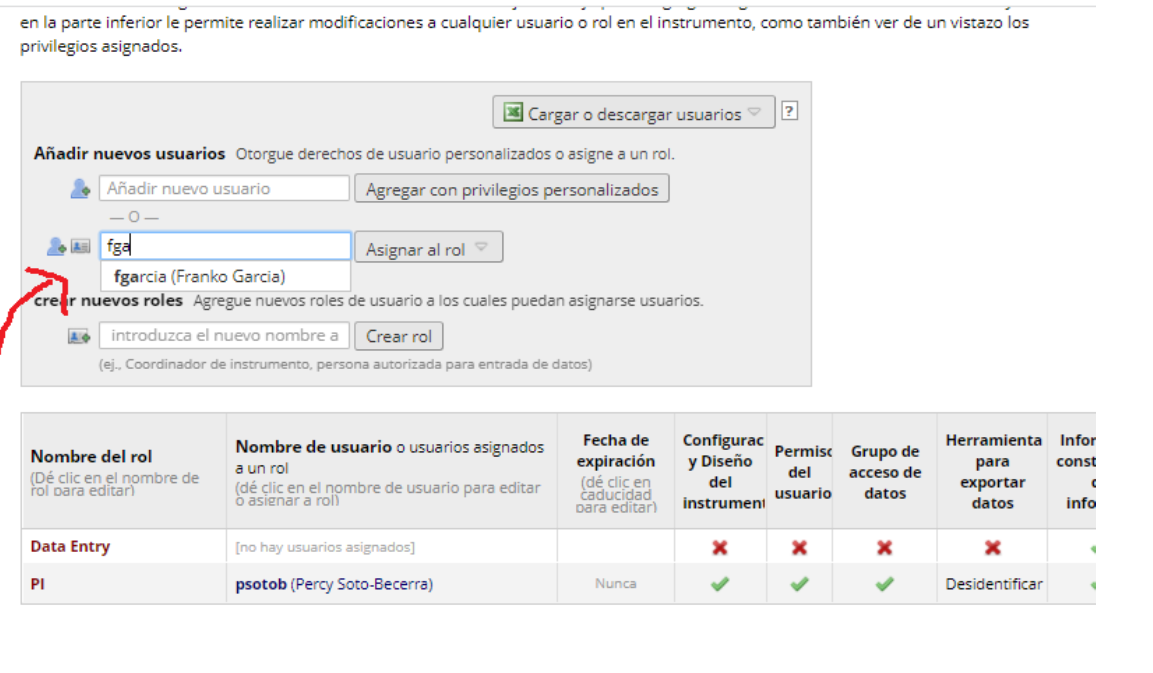 en la parte inferior le permite realizar modificaciones a cualquier usuario o rol en el instrumento, como también ver de un vistazo los
privilegios asignados.
Cargar o descargar usuarios
?
Añadir nuevos usuarios Otorgue derechos de usuario personalizados o asigne a un rol.
Añadir nuevo usuario Agregar con privilegios personalizados
— O —
fga Asignar al rol
fgarcia (Franko Garcia)
crear nuevos roles Agregue nuevos roles de usuario a los cuales puedan asignarse usuarios.
introduzca el nuevo nombre a Crear rol
(ej., Coordinador de instrumento, persona autorizada para entrada de datos)
Nombre del rol
(Dé clic en el nombre de
rol para editar)
Nombre de usuario o usuarios asignados
a un rol
(dé clic en el nombre de usuario para editar
o asignar a rol)
Fecha de
expiración
(dé clic en
caducidad
para editar)
Configurac
y Diseño
del
instrument
Permiso
del
usuario
Grupo de
acceso de
datos
Herramienta
para
exportar
datos
Infor
const
info
Data Entry [no hay usuarios asignados]
PI psotob (Percy Soto-Becerra) Nunca Desidentificar